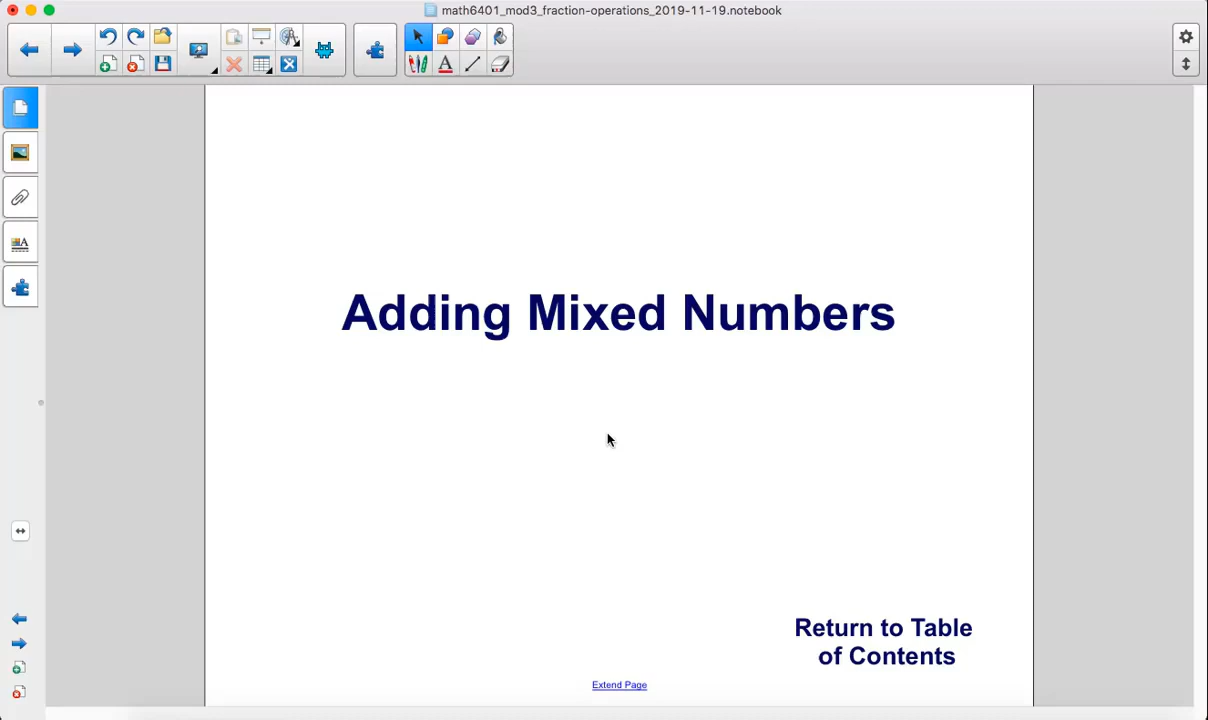 math6401_mod3_fraction-operations_2019-11-19.notebook
Adding Mixed Numbers
Return to Table
of Contents
Extend Page